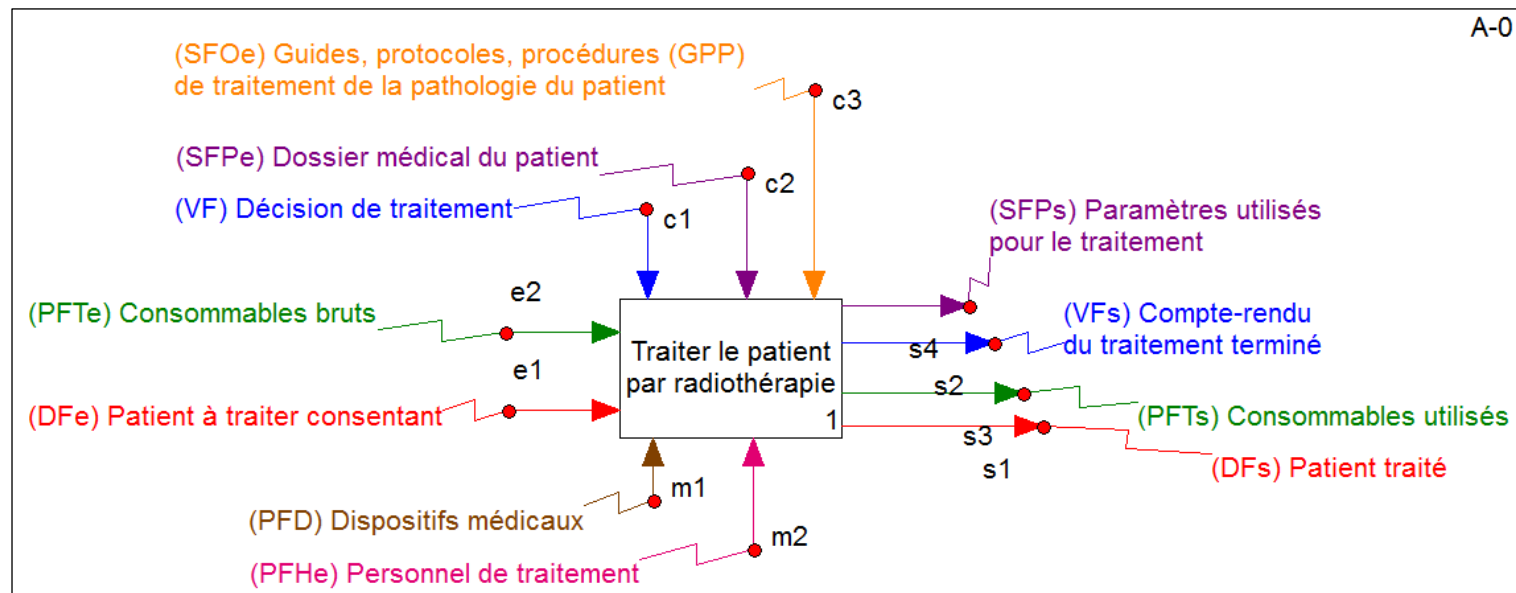 A-0
(SFOe) Guides, protocoles, procédures (GPP)
de traitement de la pathologie du patient
c3
(SFPe) Dossier médical du patient
c2
(VF) Décision de traitement
c1
(SFPs) Paramètres utilisés
pour le traitement
e2
(PFTe) Consommables bruts
(VFs) Compte-rendu
du traitement terminé
s4
Traiter le patient
par radiothérapie
1
e1
s2
(DFe) Patient à traiter consentant
(PFTs) Consommables utilisés
s3
s1
(DFs) Patient traité
m1
(PFD) Dispositifs médicaux
m2
(PFHe) Personnel de traitement